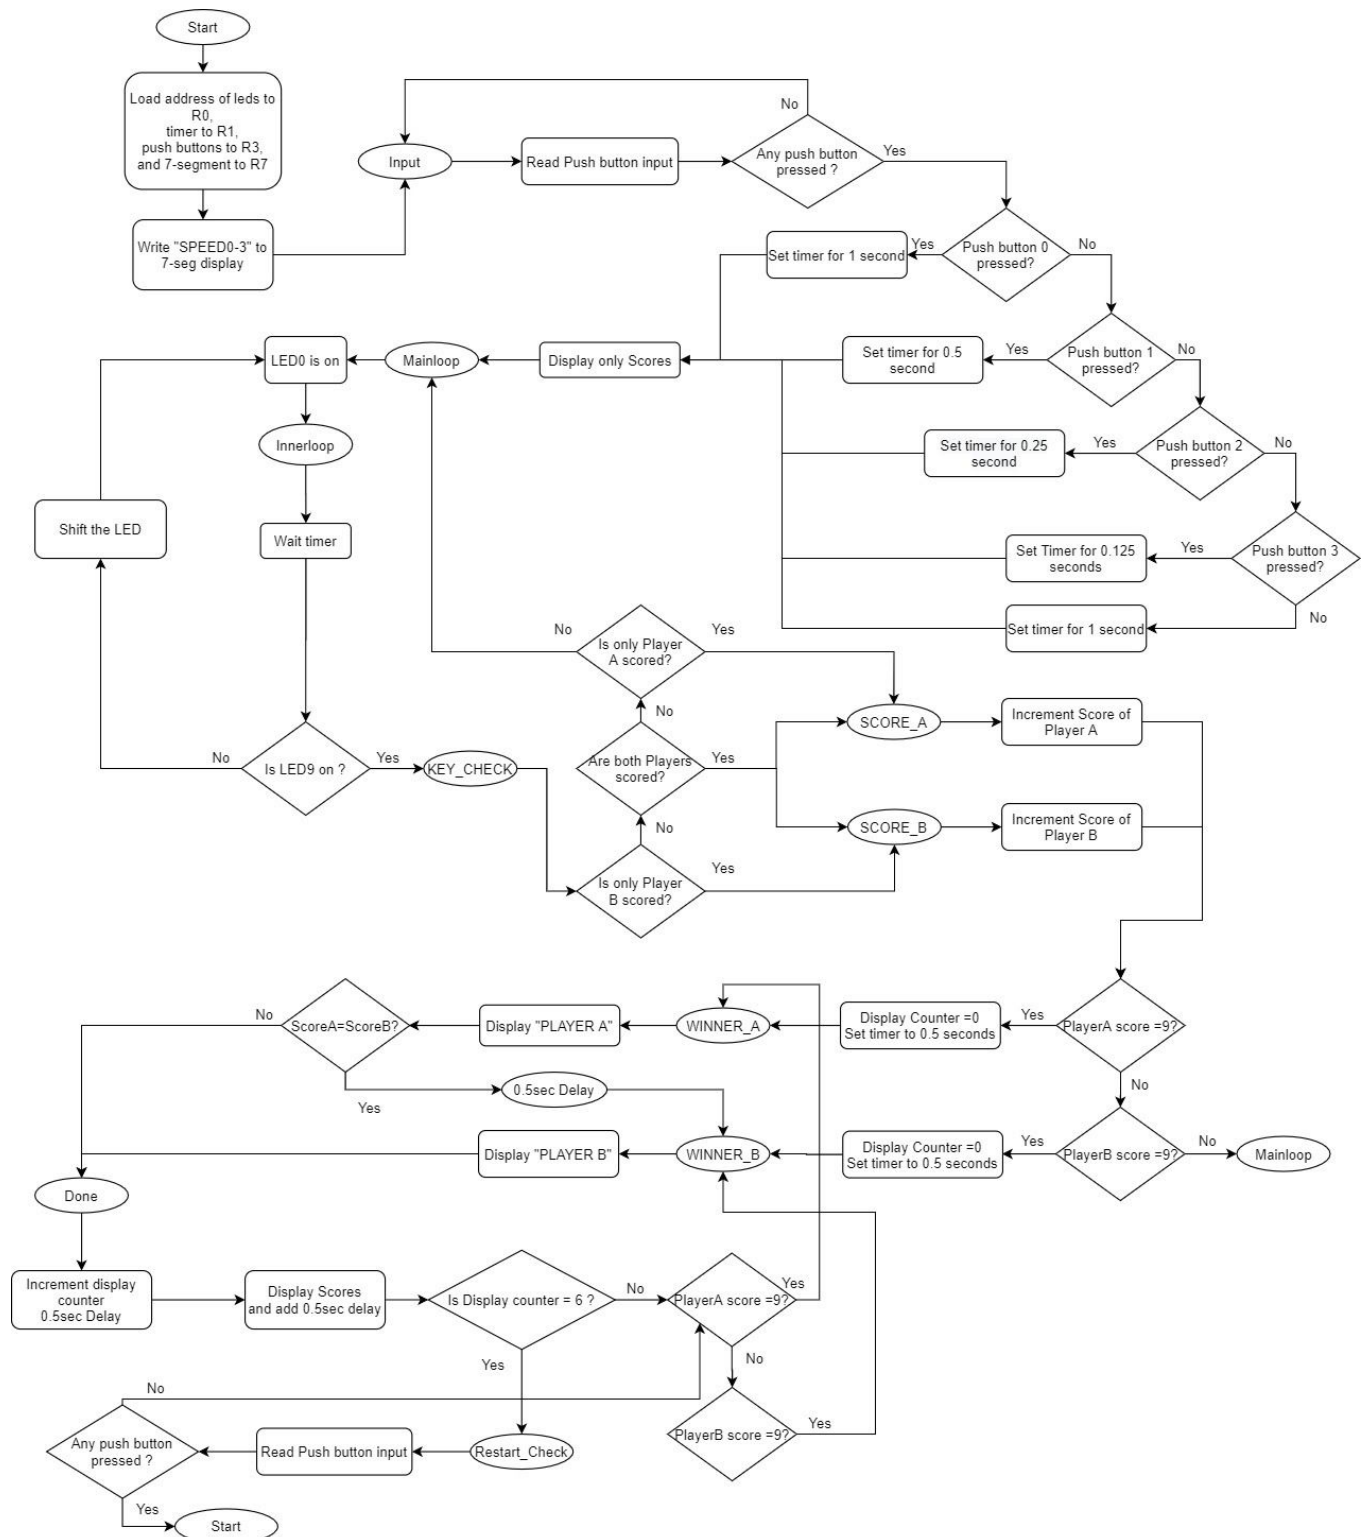 Start
Load address of leds to
R0,
timer to R1,
push buttons to R3,
and 7-segment to R7
Write "SPEED0-3" to
7-seg display
Input
Read Push button input
No
Any push button
pressed ?
Yes
Push button 0
pressed?
Yes
No
Set timer for 1 second
Push button 1
pressed?
Yes
No
Set timer for 0.5
second
Display only Scores
Mainloop
LED0 is on
Push button 2
pressed?
Yes
No
Set timer for 0.25
second
Innerloop
Shift the LED
Wait timer
Push button 3
pressed?
Yes
No
Set Timer for 0.125
seconds
Set timer for 1 second
No
Is only Player
A scored?
Yes
No
SCORE_A
Increment Score of
Player A
No
Is LED9 on ?
Yes
KEY_CHECK
Are both Players
scored?
Yes
No
SCORE_B
Increment Score of
Player B
Is only Player
B scored?
Yes
No
ScoreA=ScoreB?
Yes
Display "PLAYER A"
WINNER_A
Display Counter =0
Set timer to 0.5 seconds
Yes
PlayerA score =9?
No
0.5sec Delay
Display "PLAYER B"
WINNER_B
Display Counter =0
Set timer to 0.5 seconds
Yes
PlayerB score =9?
No
Mainloop
Done
Increment display
counter
0.5sec Delay
Display Scores
and add 0.5sec delay
Is Display counter = 6 ?
No
PlayerA score =9?
Yes
Yes
No
No
PlayerB score =9?
Yes
Any push button
pressed ?
Read Push button input
Restart_Check
Yes
Start